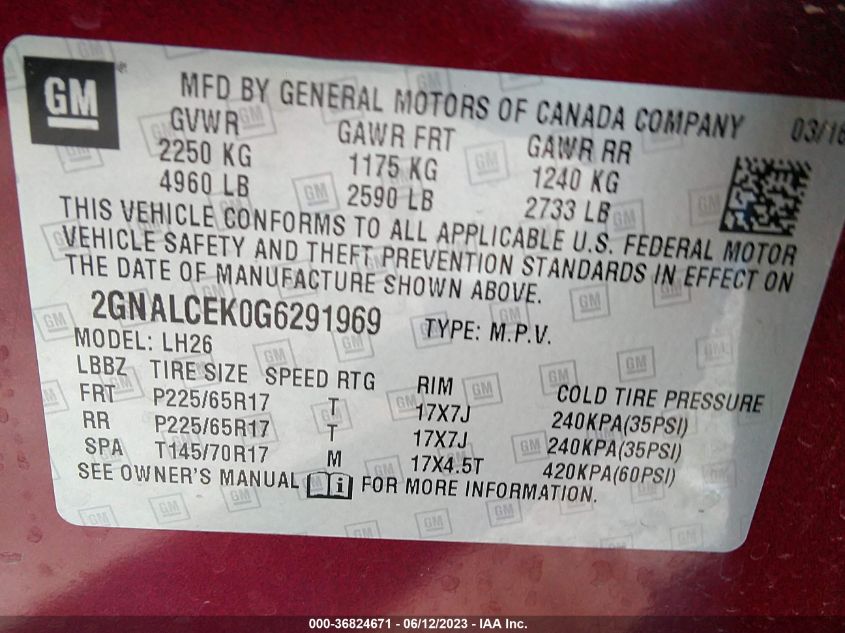 GM
MFD BY GENERAL MOTORS OF CANADA COMPANY 03/16
GVWR GAWR FRT GAWR RR
2250 KG 1175 KG 1240 KG
4960 LB 2590 LB 2733 LB
THIS VEHICLE CONFORMS TO ALL APPLICABLE U.S. FEDERAL MOTOR
VEHICLE SAFETY AND THEFT PREVENTION STANDARDS IN EFFECT ON
THE DATE OF MANUFACTURE SHOWN ABOVE.
2GNALCEK0G6291969 TYPE: M.P.V.
MODEL: LH26
LBBZ TIRE SIZE SPEED RTG RIM COLD TIRE PRESSURE
FRT P225/65R17 T 17X7J 240KPA(35PSI)
RR P225/65R17 T 17X7J 240KPA(35PSI)
SPA T145/70R17 M 17X4.5T 420KPA(60PSI)
SEE OWNER'S MANUAL i FOR MORE INFORMATION.
000-36824671 - 06/12/2023 - IAA Inc.